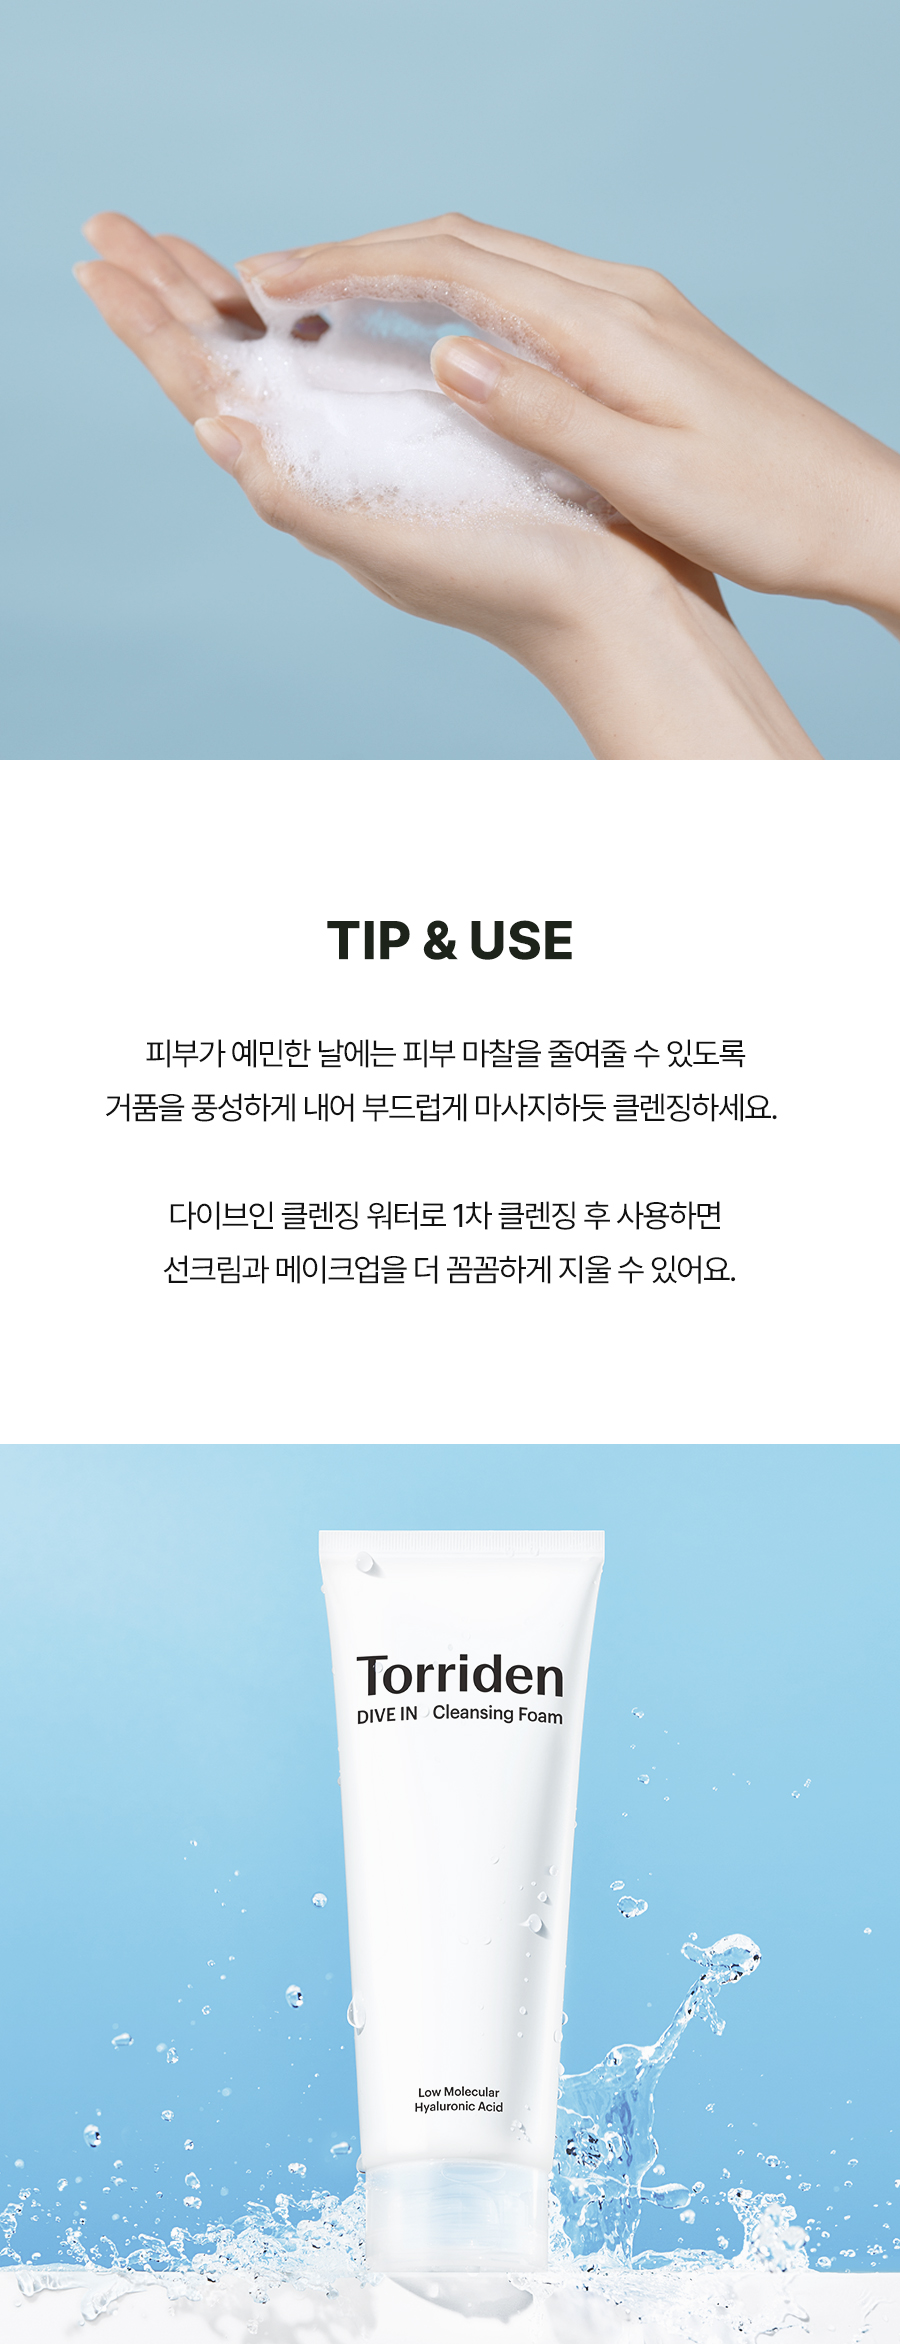 TIP & USE
피부가 예민한 날에는 피부 마찰을 줄여줄 수 있도록
거품을 풍성하게 내어 부드럽게 마사지하듯 클렌징하세요.
다이브인 클렌징 워터로 1차 클렌징 후 사용하면
선크림과 메이크업을 더 꼼꼼하게 지울 수 있어요.
Torriden
DIVE IN Cleansing Foam
Low Molecular
Hyaluronic Acid